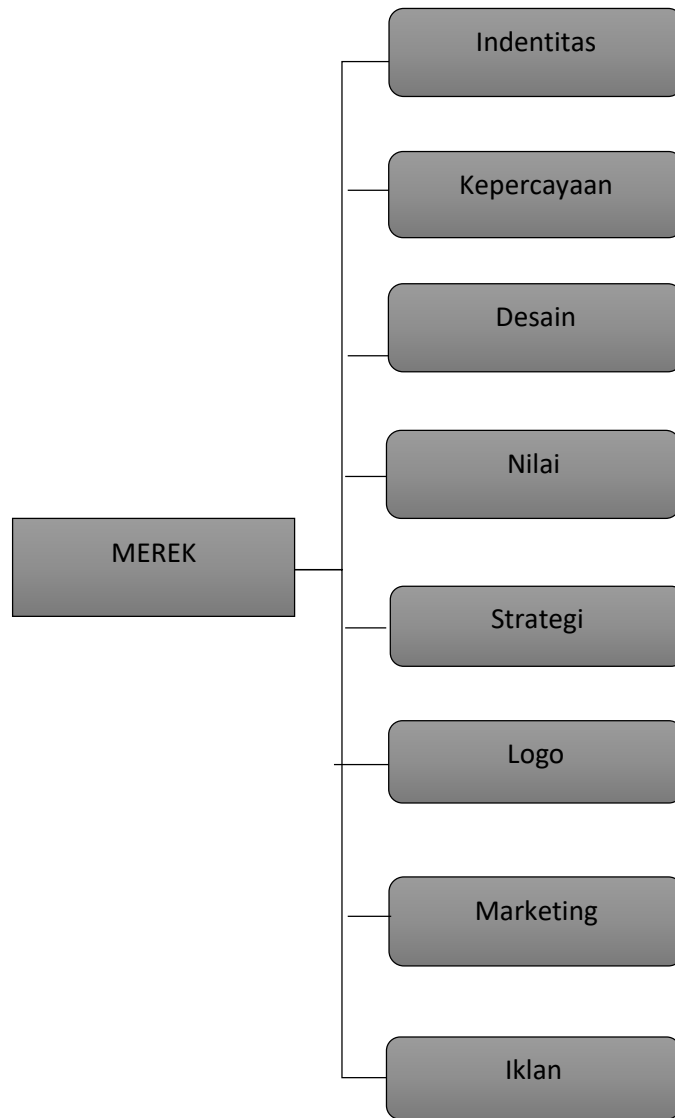 Indentitas
Kepercayaan
Desain
Nilai
MEREK
Strategi
Logo
Marketing
Iklan